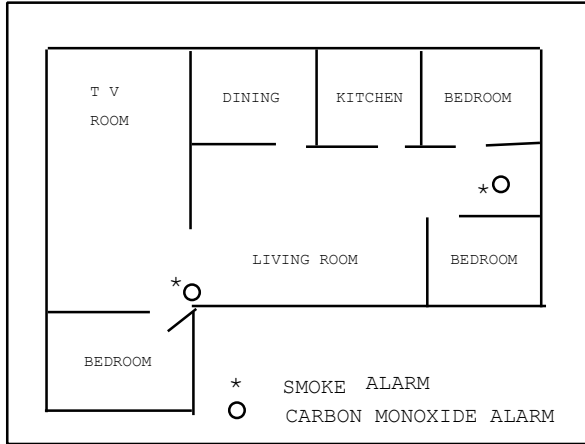 T V
ROOM
DINING
KITCHEN
BEDROOM
*
LIVING ROOM
BEDROOM
*
BEDROOM
* SMOKE ALARM
CARBON MONOXIDE ALARM